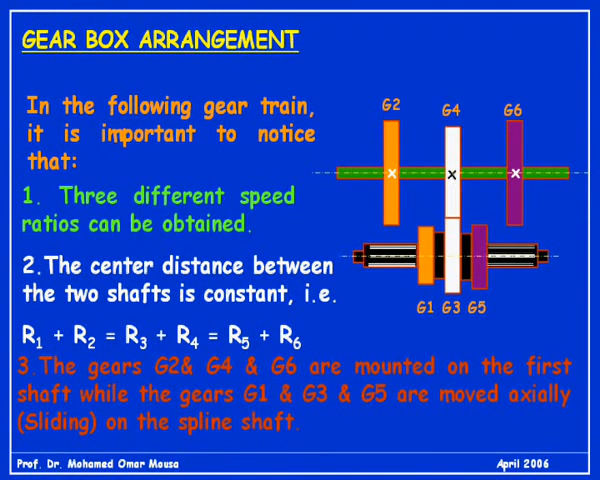 GEAR BOX ARRANGEMENT
In the following gear train,
it is important to notice
that:
1. Three different speed
ratios can be obtained.
2.The center distance between
the two shafts is constant, i.e.
R₁ + R₂ = R₃ + R₄ = R₅ + R₆
3.The gears G2& G4 & G6 are mounted on the first
shaft while the gears G1 & G3 & G5 are moved axially
(Sliding) on the spline shaft.
G2 G4 G6
G1 G3 G5
Prof. Dr. Mohamed Omar Mousa April 2006